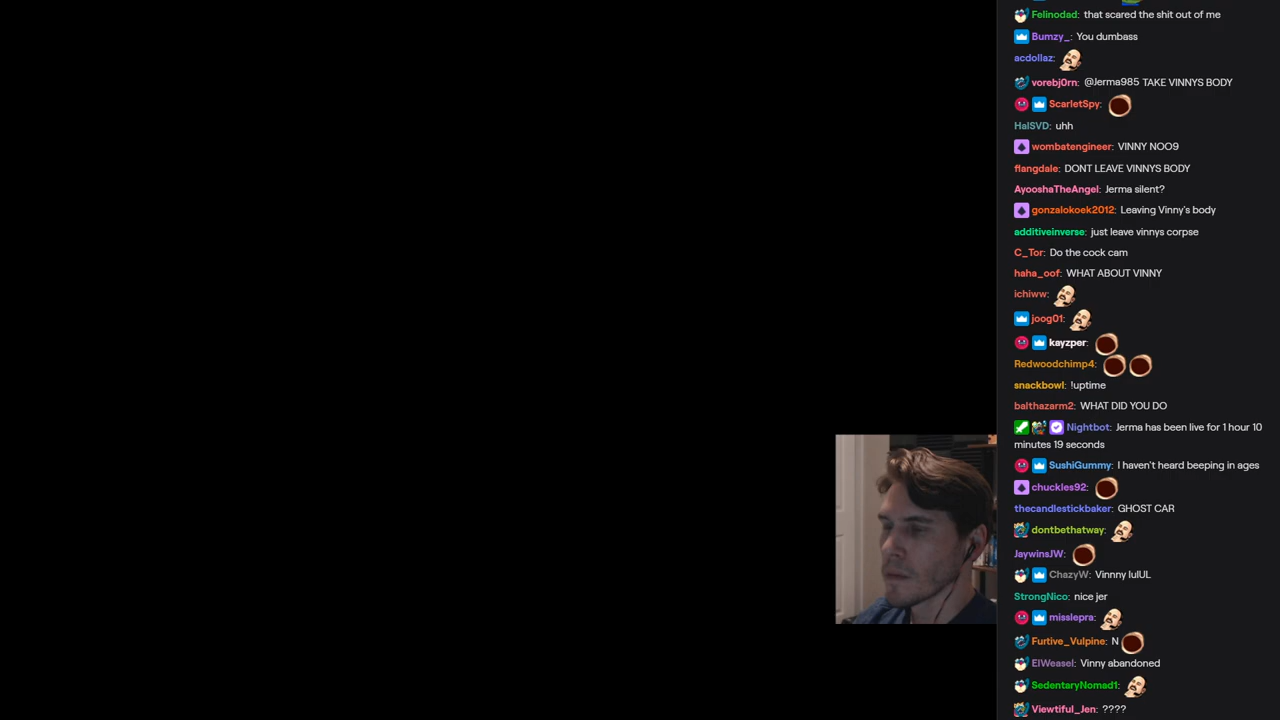 Felinodad: that scared the shit out of me
Bumzy_: You dumbass
acdollaz:
vorebj0rn: @Jerma985 TAKE VINNYS BODY
ScarletSpy:
HalSVD: uhh
wombatengineer: VINNY NOO9
flangdale: DONT LEAVE VINNYS BODY
AyooshaTheAngel: Jerma silent?
gonzalokoek2012: Leaving Vinny's body
additiveinverse: just leave vinnys corpse
C_Tor: Do the cock cam
haha_oof: WHAT ABOUT VINNY
ichiww:
joog01:
kayzper:
Redwoodchimp4:
snackbowl: !uptime
balthazarm2: WHAT DID YOU DO
Nightbot: Jerma has been live for 1 hour 10
minutes 19 seconds
SushiGummy: I haven't heard beeping in ages
chuckles92:
thecandlestickbaker: GHOST CAR
dontbethatway:
JaywinsJW:
ChazyW: Vinnny lulUL
StrongNico: nice jer
misslepra:
Furtive_Vulpine: N
ElWeasel: Vinny abandoned
SedentaryNomad1:
Viewtiful_Jen: ????